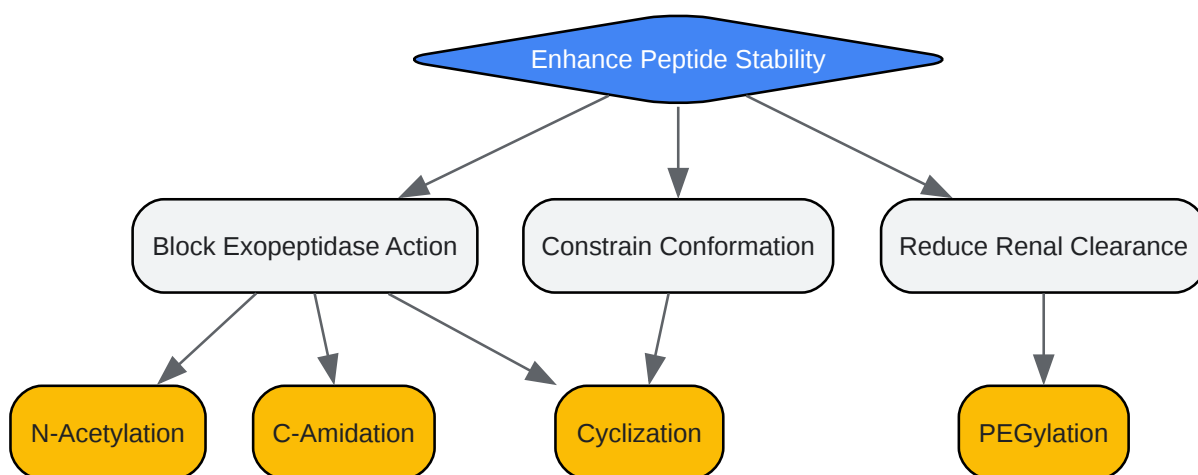 Enhance Peptide Stability
Block Exopeptidase Action
Constrain Conformation
Reduce Renal Clearance
N-Acetylation
C-Amidation
Cyclization
PEGylation